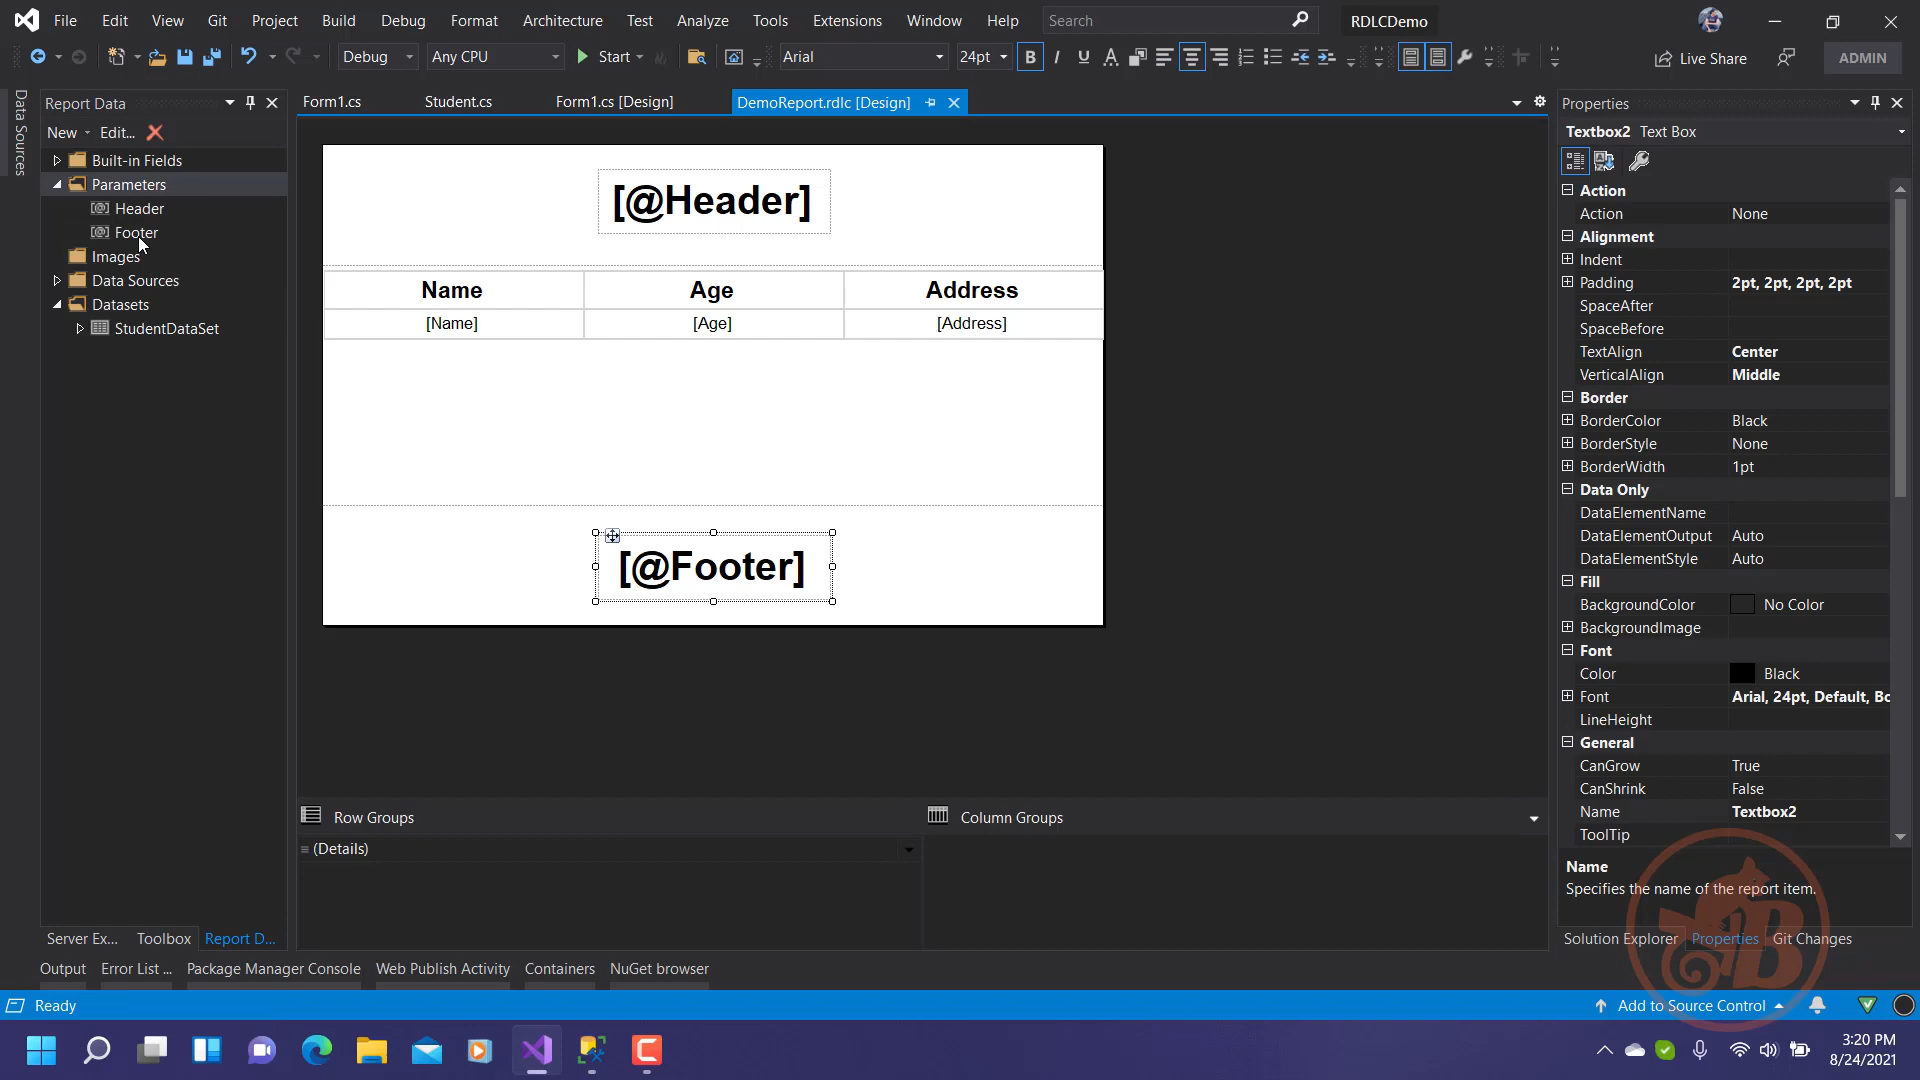 File Edit View Git Project Build Debug Format Architecture Test Analyze Tools Extensions Window Help Search RDLCDemo
Debug Any CPU Start Arial 24pt B I U A Live Share ADMIN
Data Sources
Report Data
New Edit...
Built-in Fields
Parameters
Header
Footer
Images
Data Sources
Datasets
StudentDataSet
Form1.cs Student.cs Form1.cs [Design] DemoReport.rdlc [Design]
[@Header]
Name Age Address
[Name] [Age] [Address]
[@Footer]
Row Groups Column Groups
(Details)
Properties
Textbox2 Text Box
Action
Action None
Alignment
Indent
Padding 2pt, 2pt, 2pt, 2pt
SpaceAfter
SpaceBefore
TextAlign Center
VerticalAlign Middle
Border
BorderColor Black
BorderStyle None
BorderWidth 1pt
Data Only
DataElementName
DataElementOutput Auto
DataElementStyle Auto
Fill
BackgroundColor No Color
BackgroundImage
Font
Color Black
Font Arial, 24pt, Default, Bo
LineHeight
General
CanGrow True
CanShrink False
Name Textbox2
ToolTip
Name
Specifies the name of the report item.
Server Ex... Toolbox Report D...
Solution Explorer Properties Git Changes
Output Error List ... Package Manager Console Web Publish Activity Containers NuGet browser
Ready Add to Source Control
3:20 PM
8/24/2021